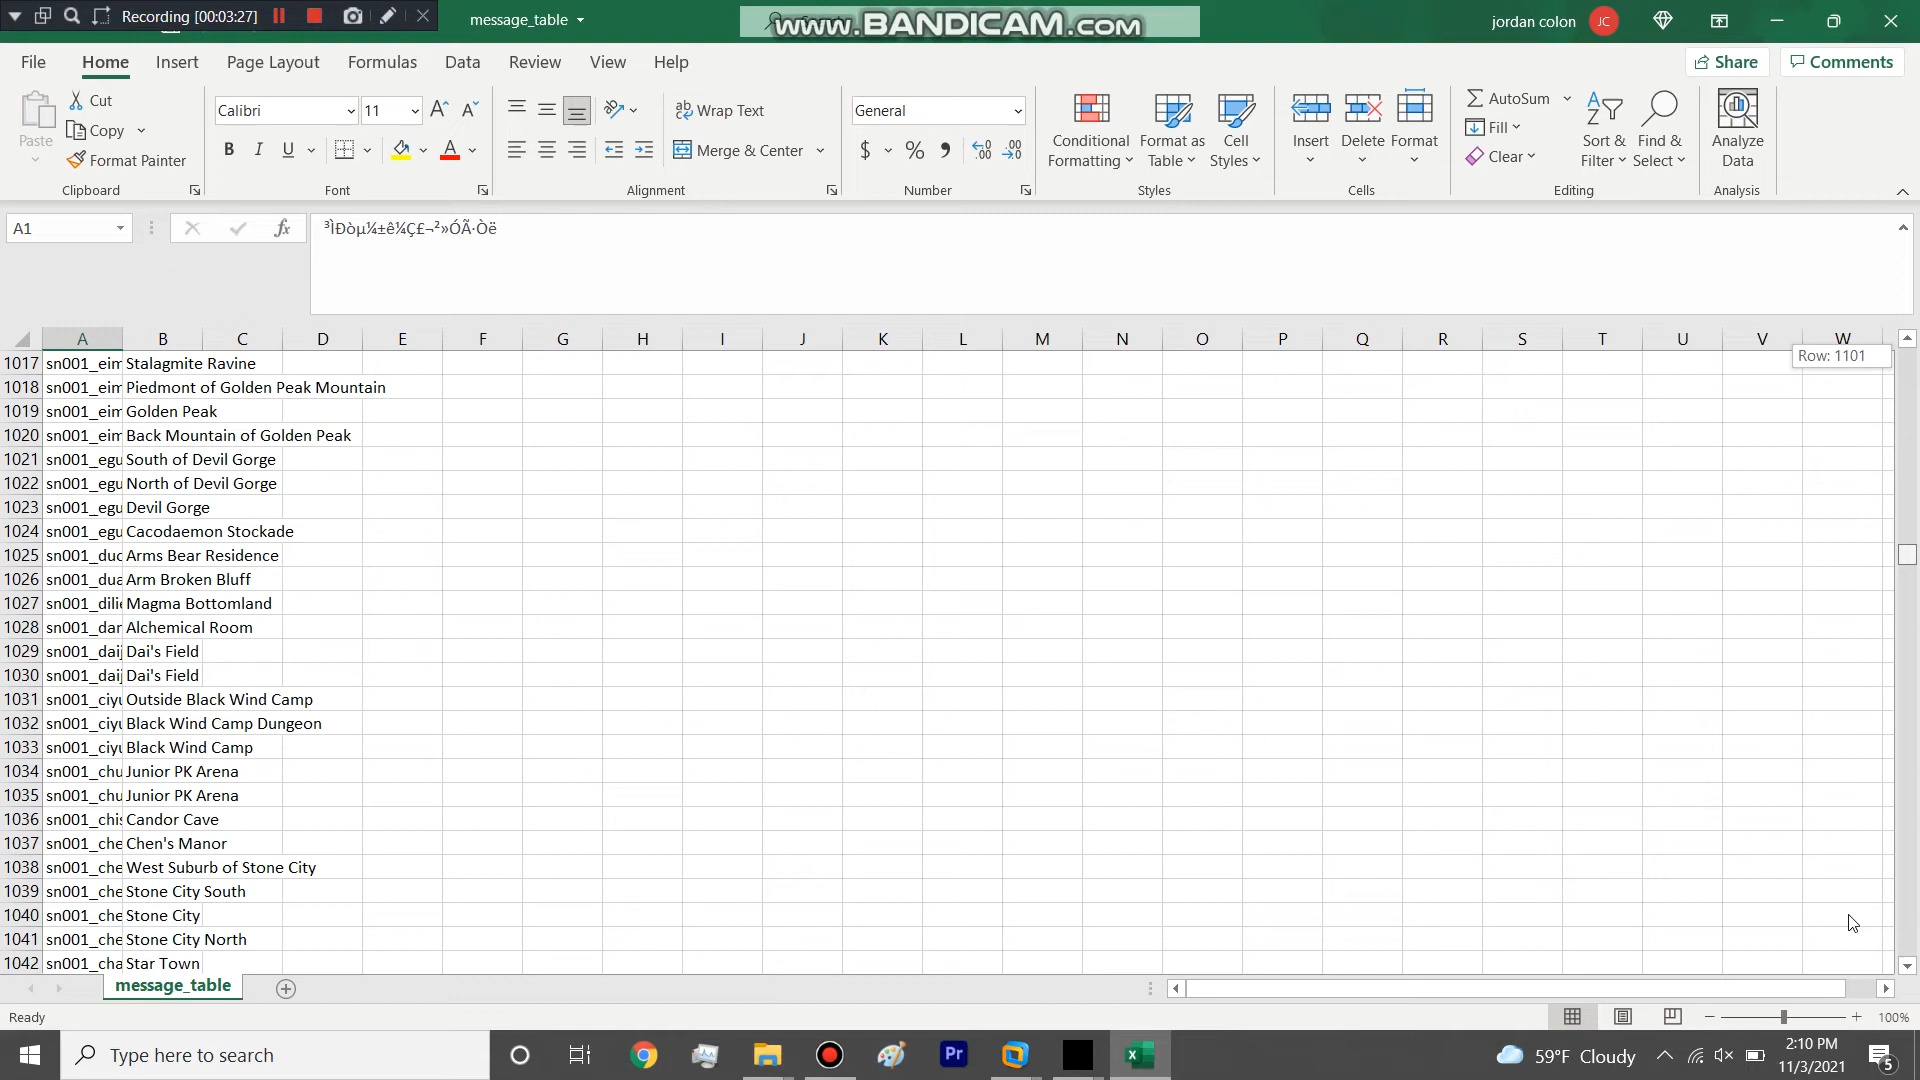 Recording [00:03:27]
message_table
www.BANDICAM.com
jordan colon
JC
File Home Insert Page Layout Formulas Data Review View Help
Share
Comments
Paste
Cut
Copy
Format Painter
Clipboard
Calibri
11
B I U
Font
Wrap Text
Merge & Center
Alignment
General
$ % 9
Number
Conditional Formatting
Format as Table
Cell Styles
Styles
Insert
Delete
Format
Cells
AutoSum
Fill
Clear
Sort & Filter
Find & Select
Editing
Analyze Data
Analysis
A1
fx
³ÌÐòµ¼±ê¼Ç£¬²»ÓÃ·Òë
A B C D E F G H I J K L M N O P Q R S T U V W
Row: 1101
1017 sn001_eim Stalagmite Ravine
1018 sn001_eim Piedmont of Golden Peak Mountain
1019 sn001_eim Golden Peak
1020 sn001_eim Back Mountain of Golden Peak
1021 sn001_egu South of Devil Gorge
1022 sn001_egu North of Devil Gorge
1023 sn001_egu Devil Gorge
1024 sn001_egu Cacodaemon Stockade
1025 sn001_duc Arms Bear Residence
1026 sn001_dua Arm Broken Bluff
1027 sn001_dili Magma Bottomland
1028 sn001_dar Alchemical Room
1029 sn001_daij Dai's Field
1030 sn001_daij Dai's Field
1031 sn001_ciyu Outside Black Wind Camp
1032 sn001_ciyu Black Wind Camp Dungeon
1033 sn001_ciyu Black Wind Camp
1034 sn001_chu Junior PK Arena
1035 sn001_chu Junior PK Arena
1036 sn001_chis Candor Cave
1037 sn001_che Chen's Manor
1038 sn001_che West Suburb of Stone City
1039 sn001_che Stone City South
1040 sn001_che Stone City
1041 sn001_che Stone City North
1042 sn001_cha Star Town
message_table
Ready
100%
Type here to search
Pr
59°F Cloudy
2:10 PM
11/3/2021
5